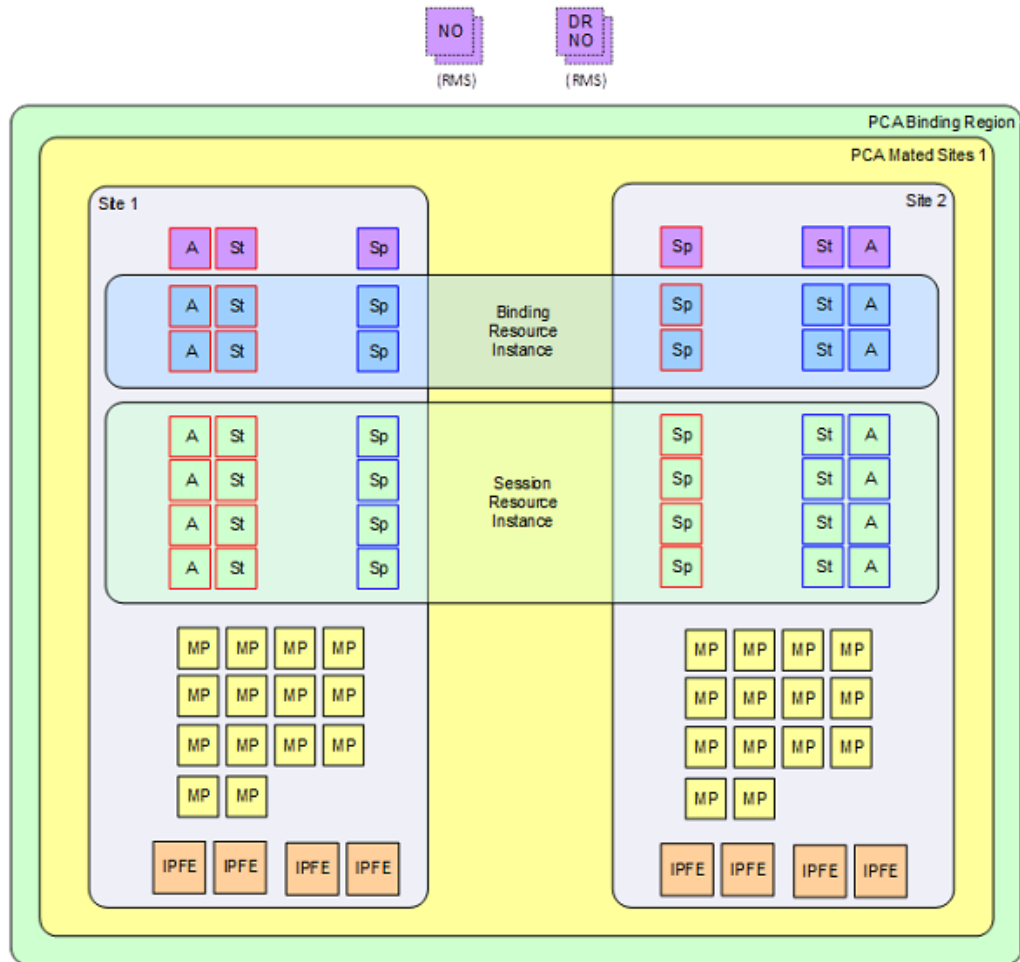 NO
DR
NO
(RMS)
(RMS)
PCA Binding Region
PCA Mated Sites 1
Site 1
Site 2
A St Sp
Sp St A
A St Sp
Sp St A
A St Sp
Sp St A
Binding
Resource
Instance
A St Sp
Sp St A
A St Sp
Sp St A
A St Sp
Sp St A
A St Sp
Sp St A
Session
Resource
Instance
MP MP MP MP
MP MP MP MP
MP MP MP MP
MP MP
MP MP MP MP
MP MP MP MP
MP MP MP MP
MP MP
IPFE IPFE IPFE IPFE
IPFE IPFE IPFE IPFE